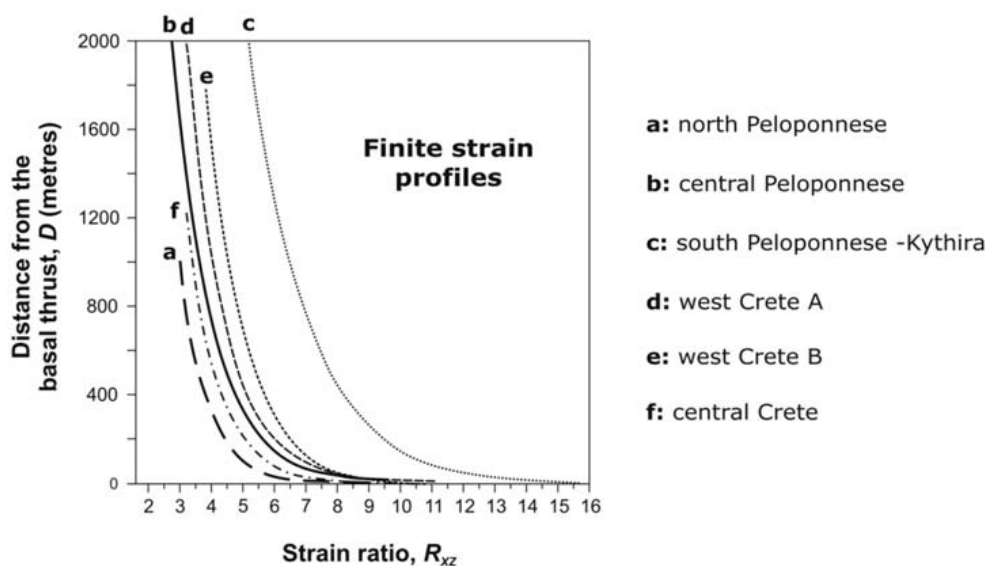 b d c
2000
e
1600
Finite strain
profiles
1200
f
a
800
400
0
Distance from the
basal thrust, D (metres)
2 3 4 5 6 7 8 9 10 11 12 13 14 15 16
Strain ratio, Rxz
a: north Peloponnese
b: central Peloponnese
c: south Peloponnese -Kythira
d: west Crete A
e: west Crete B
f: central Crete